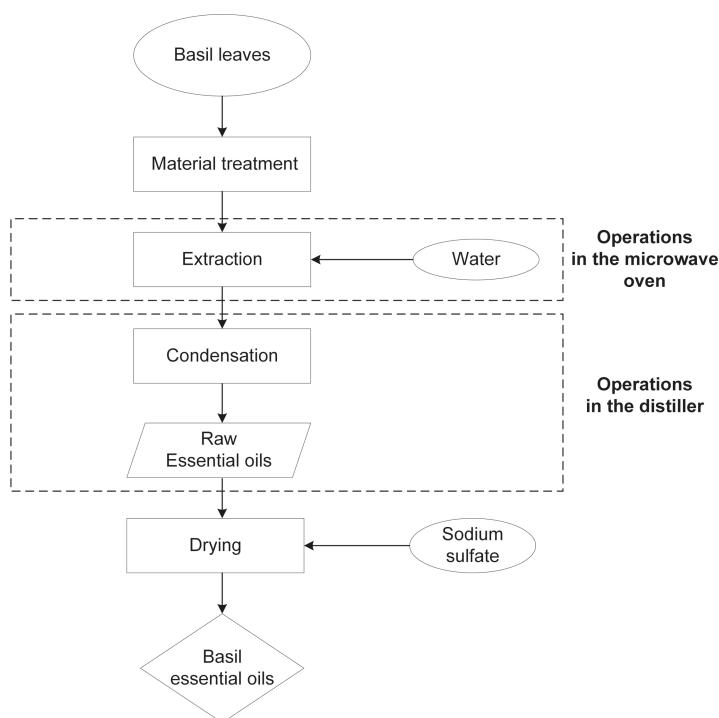 Basil leaves
Material treatment
Extraction
Water
Operations
in the microwave
oven
Condensation
Raw
Essential oils
Operations
in the distiller
Drying
Sodium
sulfate
Basil
essential oils